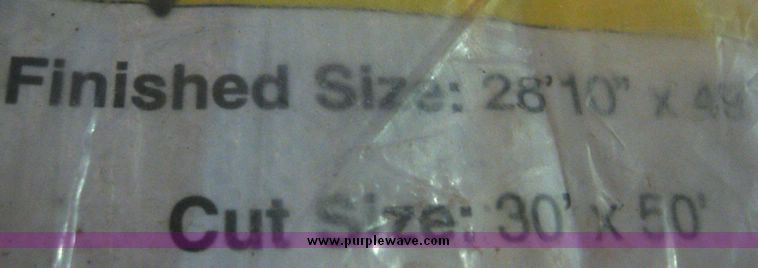 Finished Size: 28'10" x 49
Cut Size: 30' x 50'
www.purplewave.com